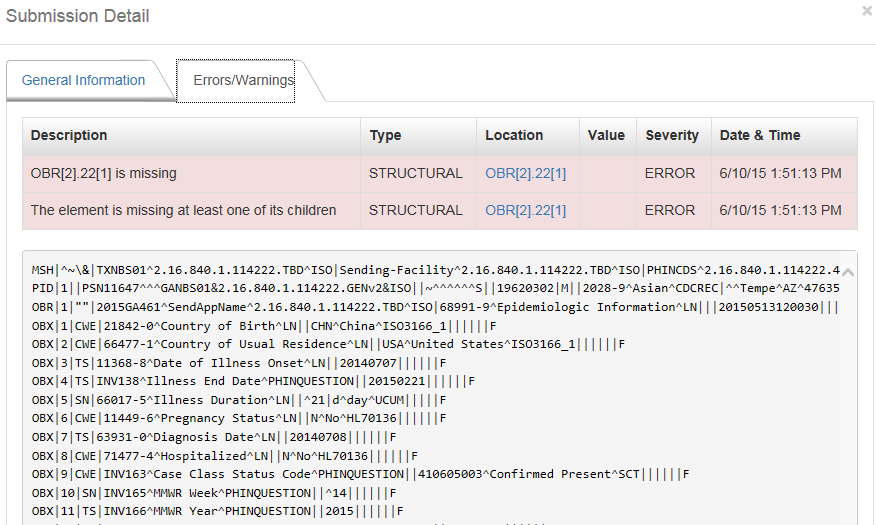 Submission Detail
×
General Information
Errors/Warnings
Description Type Location Value Severity Date & Time
OBR[2].22[1] is missing STRUCTURAL OBR[2].22[1] ERROR 6/10/15 1:51:13 PM
The element is missing at least one of its children STRUCTURAL OBR[2].22[1] ERROR 6/10/15 1:51:13 PM
MSH|^~\&|TXNBS01^2.16.840.1.114222.TBD^ISO|Sending-Facility^2.16.840.1.114222.TBD^ISO|PHINCDS^2.16.840.1.114222.4
PID|1||PSN11647^^^GANBS01&2.16.840.1.114222.GENv2&ISO||~^^^^^^S||19620302|M||2028-9^Asian^CDCREC|^^Tempe^AZ^47635
OBR|1|""|2015GA461^SendAppName^2.16.840.1.114222.TBD^ISO|68991-9^Epidemiologic Information^LN|||20150513120030|||
OBX|1|CWE|21842-0^Country of Birth^LN||CHN^China^ISO3166_1||||||F
OBX|2|CWE|66477-1^Country of Usual Residence^LN||USA^United States^ISO3166_1||||||F
OBX|3|TS|11368-8^Date of Illness Onset^LN||20140707||||||F
OBX|4|TS|INV138^Illness End Date^PHINQUESTION||20150221||||||F
OBX|5|SN|66017-5^Illness Duration^LN||^21|d^day^UCUM|||||F
OBX|6|CWE|11449-6^Pregnancy Status^LN||N^No^HL70136||||||F
OBX|7|TS|63931-0^Diagnosis Date^LN||20140708||||||F
OBX|8|CWE|71477-4^Hospitalized^LN||N^No^HL70136||||||F
OBX|9|CWE|INV163^Case Class Status Code^PHINQUESTION||410605003^Confirmed Present^SCT||||||F
OBX|10|SN|INV165^MMWR Week^PHINQUESTION||^14||||||F
OBX|11|TS|INV166^MMWR Year^PHINQUESTION||2015||||||F